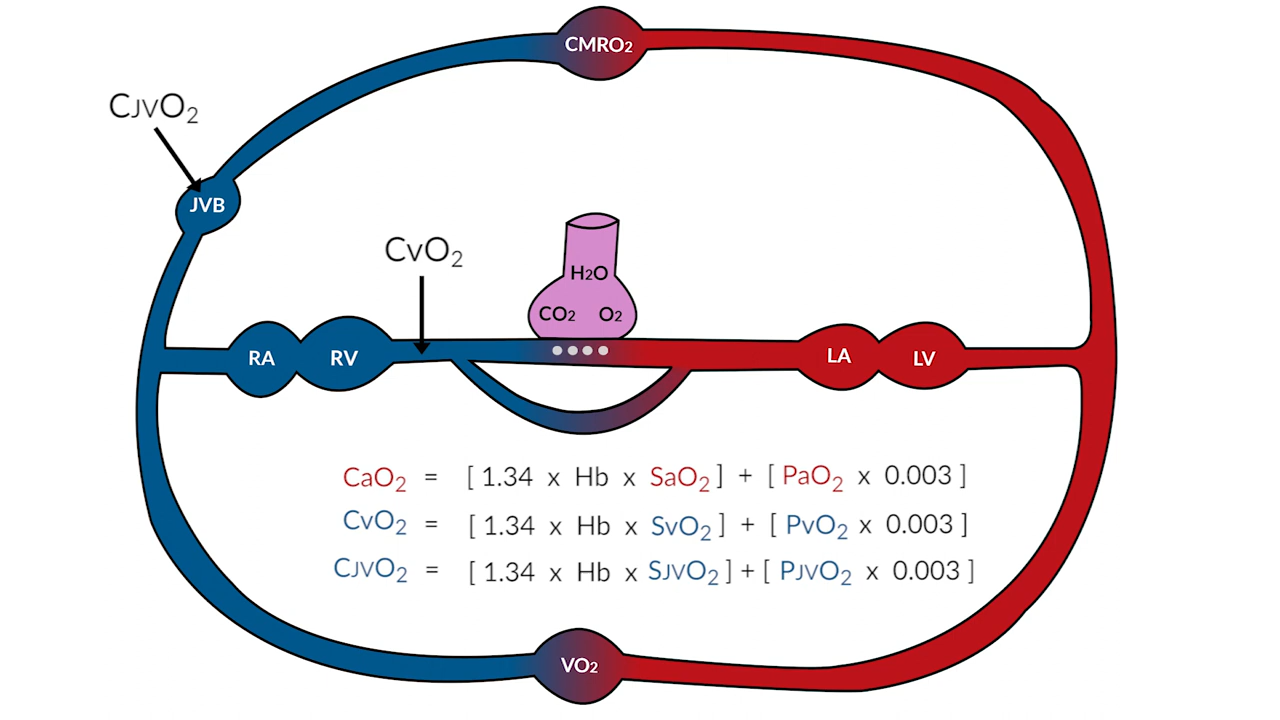 CMRO2
CJVO2
JVB
CvO2
H2O
CO2 O2
RA RV LA LV
CaO2 = [ 1.34 x Hb x SaO2 ] + [ PaO2 x 0.003 ]
CvO2 = [ 1.34 x Hb x SvO2 ] + [ PvO2 x 0.003 ]
CJVO2 = [ 1.34 x Hb x SJVO2 ] + [ PJVO2 x 0.003 ]
VO2